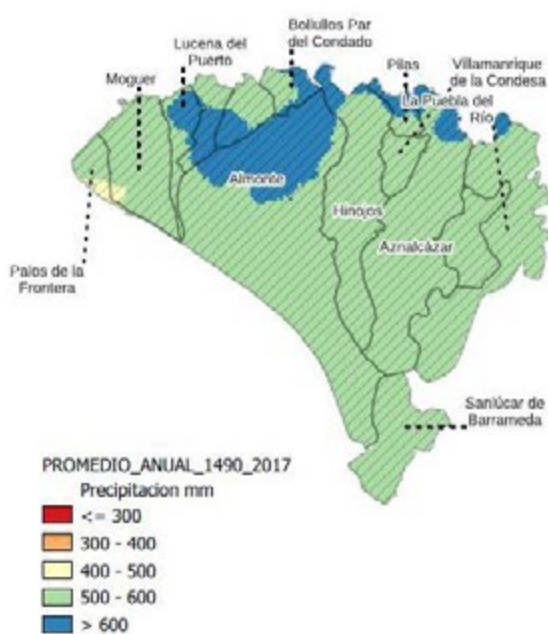 Bollullos Par
del Condado
Lucena del
Puerto
Pilas
Villamanrique
de la Condesa
Moguer
La Puebla del
Río
Almonte
Hinojos
Aznalcázar
Palos de la
Frontera
Sanlúcar de
Barrameda
PROMEDIO_ANUAL_1490_2017
Precipitacion mm
<= 300
300 - 400
400 - 500
500 - 600
> 600